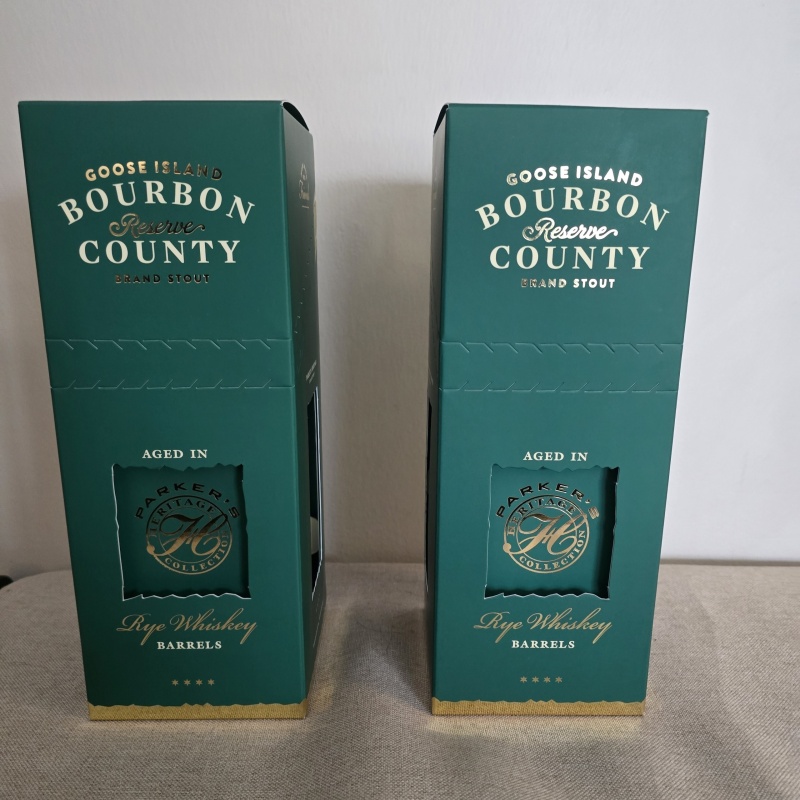 GOOSE ISLAND
BOURBON
Reserve
COUNTY
BRAND STOUT
AGED IN
PARKER'S
HERITAGE
H
COLLECTION
Rye Whiskey
BARRELS
GOOSE ISLAND
BOURBON
Reserve
COUNTY
BRAND STOUT
AGED IN
PARKER'S
HERITAGE
H
COLLECTION
Rye Whiskey
BARRELS